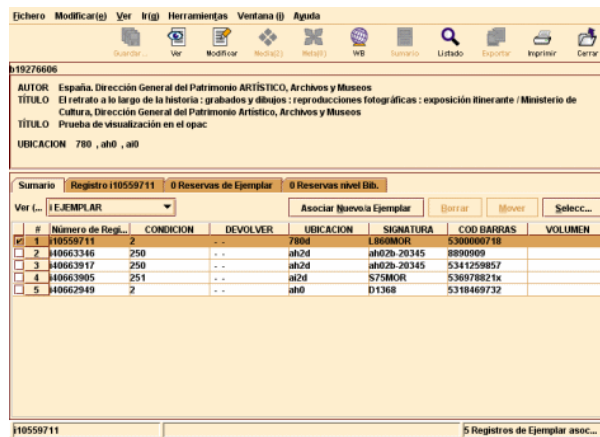 Fichero Modificar(e) Ver Ir(g) Herramientas Ventana (i) Ayuda
Guardar... Ver Modificar Media(2) Meta(0) WB Sumario Listado Exportar Imprimir Cerrar
b19276606
AUTOR España. Dirección General del Patrimonio ARTÍSTICO, Archivos y Museos
TÍTULO El retrato a lo largo de la historia : grabados y dibujos : reproducciones fotográficas : exposición itinerante / Ministerio de
Cultura, Dirección General del Patrimonio Artístico, Archivos y Museos
TÍTULO Prueba de visualización en el opac
UBICACION 780 , ah0 , ai0
Sumario Registro i10559711 0 Reservas de Ejemplar 0 Reservas nivel Bib.
Ver (... i EJEMPLAR Asociar Nuevo/a Ejemplar Borrar Mover Selecc...
# Número de Regi... CONDICION DEVOLVER UBICACION SIGNATURA COD BARRAS VOLUMEN
1 i10559711 2 - - 780d L860MOR 5300000718
2 i40663346 250 - - ah2d ah02b-20345 8890909
3 i40663917 250 - - ah2d ah02b-20345 5341259857
4 i40663905 251 - - ai2d S75MOR 536978821x
5 i40662949 2 - - ah0 D1368 5318469732
i10559711 5 Registros de Ejemplar asoc...